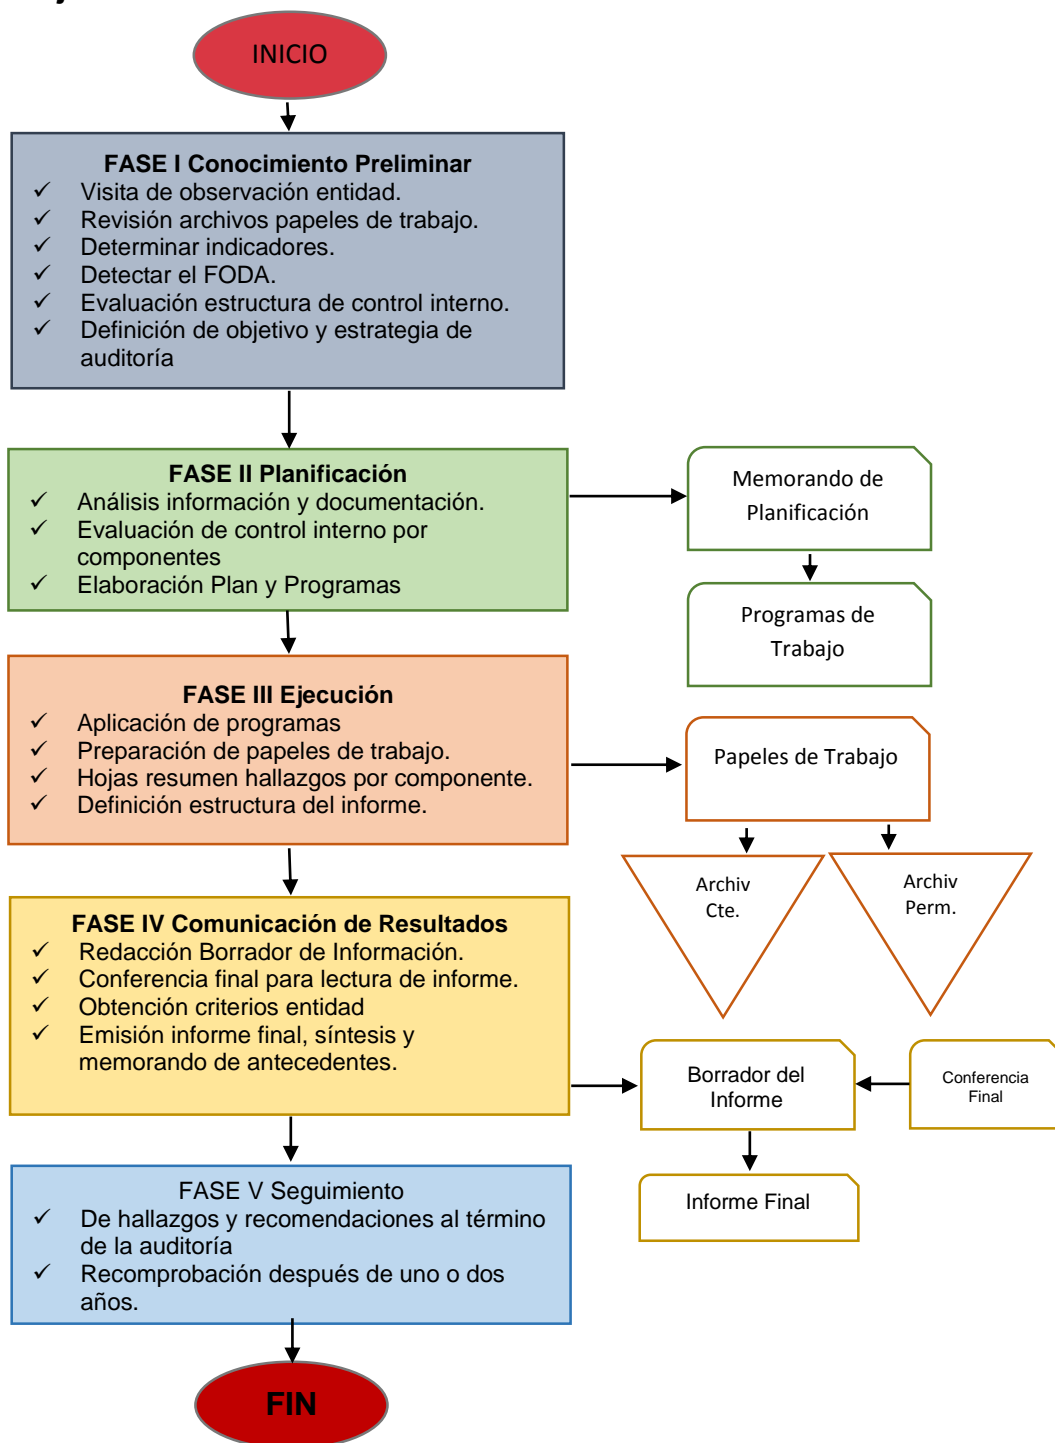 INICIO
FASE I Conocimiento Preliminar
✓ Visita de observación entidad.
✓ Revisión archivos papeles de trabajo.
✓ Determinar indicadores.
✓ Detectar el FODA.
✓ Evaluación estructura de control interno.
✓ Definición de objetivo y estrategia de
auditoría
FASE II Planificación
✓ Análisis información y documentación.
✓ Evaluación de control interno por
componentes
✓ Elaboración Plan y Programas
Memorando de
Planificación
Programas de
Trabajo
FASE III Ejecución
✓ Aplicación de programas
✓ Preparación de papeles de trabajo.
✓ Hojas resumen hallazgos por componente.
✓ Definición estructura del informe.
Papeles de Trabajo
Archiv
Cte.
Archiv
Perm.
FASE IV Comunicación de Resultados
✓ Redacción Borrador de Información.
✓ Conferencia final para lectura de informe.
✓ Obtención criterios entidad
✓ Emisión informe final, síntesis y
memorando de antecedentes.
Borrador del
Informe
Conferencia
Final
Informe Final
FASE V Seguimiento
✓ De hallazgos y recomendaciones al término
de la auditoría
✓ Recomprobación después de uno o dos
años.
FIN